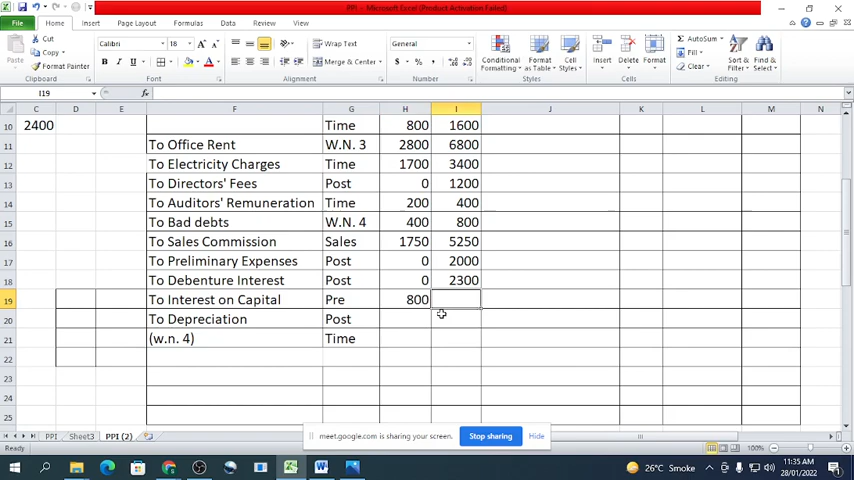 PPI - Microsoft Excel (Product Activation Failed)
File Home Insert Page Layout Formulas Data Review View
Cut
Copy
Format Painter
Paste
Clipboard
Calibri 18
B I U
Font
Wrap Text
Merge & Center
Alignment
General
$ % ,
Number
Conditional Formatting
Format as Table
Cell Styles
Styles
Insert Delete Format
Cells
AutoSum
Fill
Clear
Sort & Filter
Find & Select
Editing
I19 fx
C D E F G H I J K L M N
10 2400 Time 800 1600
11 To Office Rent W.N. 3 2800 6800
12 To Electricity Charges Time 1700 3400
13 To Directors' Fees Post 0 1200
14 To Auditors' Remuneration Time 200 400
15 To Bad debts W.N. 4 400 800
16 To Sales Commission Sales 1750 5250
17 To Preliminary Expenses Post 0 2000
18 To Debenture Interest Post 0 2300
19 To Interest on Capital Pre 800
20 To Depreciation Post
21 (w.n. 4) Time
22
23
24
25
PPI Sheet3 PPI (2)
meet.google.com is sharing your screen. Stop sharing Hide
Ready 100%
26°C Smoke 11:35 AM
28/01/2022